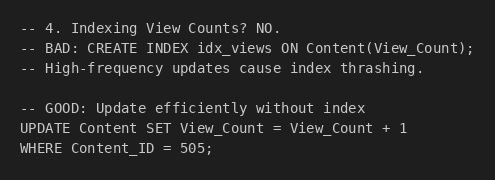 -- 4. Indexing View Counts? NO.
-- BAD: CREATE INDEX idx_views ON Content(View_Count);
-- High-frequency updates cause index thrashing.

-- GOOD: Update efficiently without index
UPDATE Content SET View_Count = View_Count + 1
WHERE Content_ID = 505;